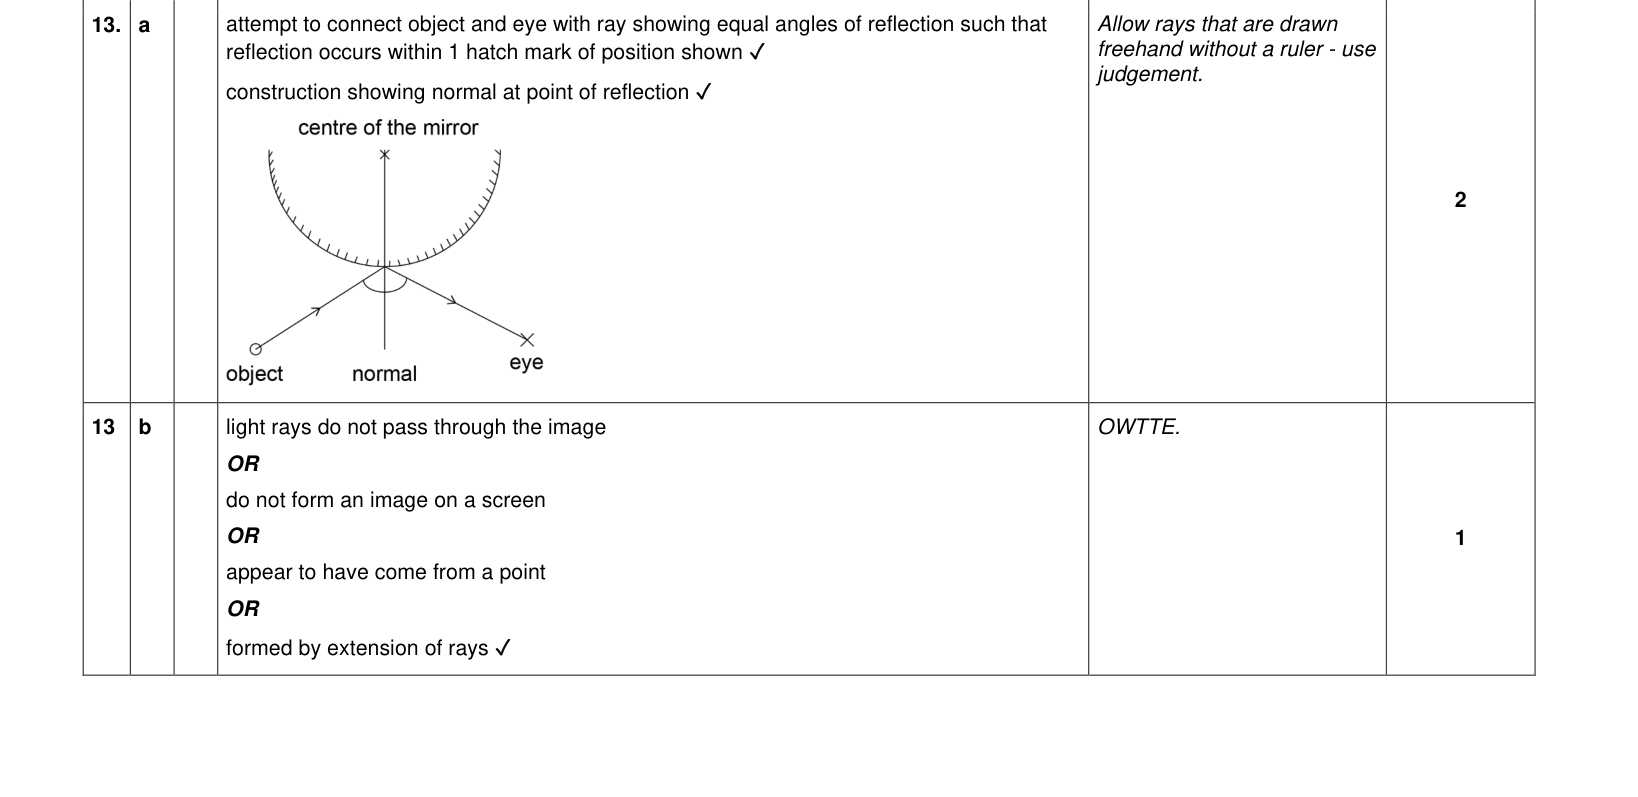 13. a attempt to connect object and eye with ray showing equal angles of reflection such that
reflection occurs within 1 hatch mark of position shown ✓
construction showing normal at point of reflection ✓
centre of the mirror
object normal eye
Allow rays that are drawn
freehand without a ruler - use
judgement.
2
13 b light rays do not pass through the image
OR
do not form an image on a screen
OR
appear to have come from a point
OR
formed by extension of rays ✓
OWTTE.
1